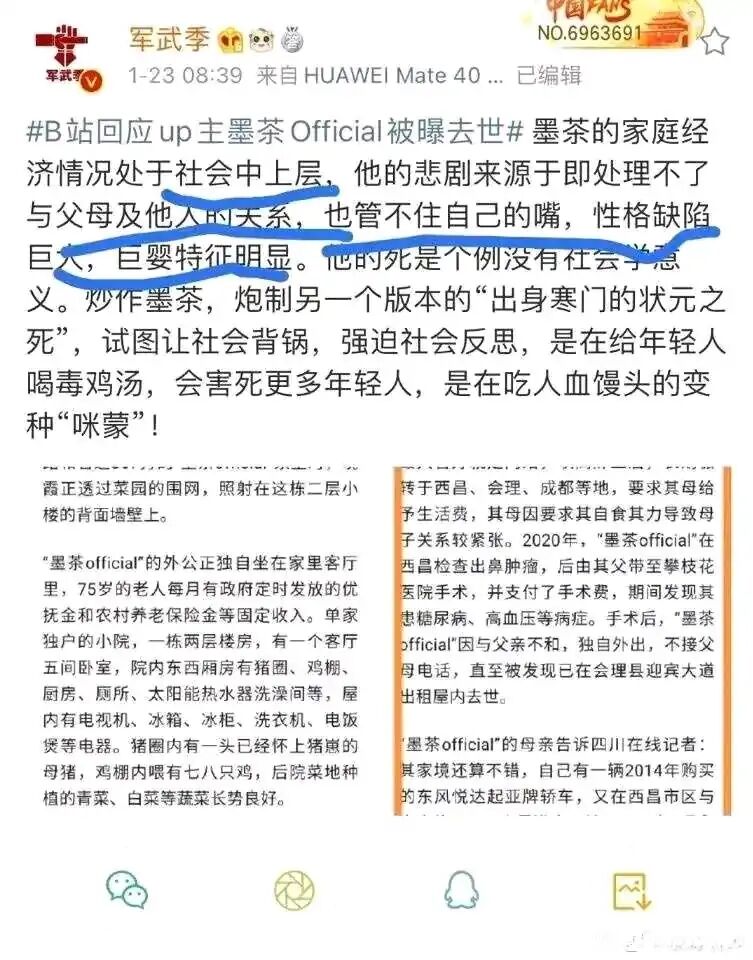 中国FANS
NO.6963691
军武季
军武季
1-23 08:39 来自HUAWEI Mate 40 ... 已编辑
#B站回应up主墨茶Official被曝去世# 墨茶的家庭经
济情况处于社会中上层，他的悲剧来源于即处理不了
与父母及他人的关系，也管不住自己的嘴，性格缺陷
巨大，巨婴特征明显。他的死是个例没有社会学意
义。炒作墨茶，炮制另一个版本的“出身寒门的状元之
死”，试图让社会背锅，强迫社会反思，是在给年轻人
喝毒鸡汤，会害死更多年轻人，是在吃人血馒头的变
种“咪蒙”！
霞正透过菜园的围网，照射在这栋二层小
楼的背面墙壁上。
“墨茶official”的外公正独自坐在家里客厅
里，75岁的老人每月有政府定时发放的优
抚金和农村养老保险金等固定收入。单家
独户的小院，一栋两层楼房，有一个客厅
五间卧室，院内东西厢房有猪圈、鸡棚、
厨房、厕所、太阳能热水器洗澡间等，屋
内有电视机、冰箱、冰柜、洗衣机、电饭
煲等电器。猪圈内有一头已经怀上猪崽的
母猪，鸡棚内喂有七八只鸡，后院菜地种
植的青菜、白菜等蔬菜长势良好。
转于西昌、会理、成都等地，要求其母给
予生活费，其母因要求其自食其力导致母
子关系较紧张。2020年，“墨茶official”在
西昌检查出鼻肿瘤，后由其父带至攀枝花
医院手术，并支付了手术费，期间发现其
患糖尿病、高血压等病症。手术后，“墨茶
official”因与父亲不和，独自外出，不接父
母电话，直至被发现已在会理县迎宾大道
出租屋内去世。
“墨茶official”的母亲告诉四川在线记者：
其家境还算不错，自己有一辆2014年购买
的东风悦达起亚牌轿车，又在西昌市区与